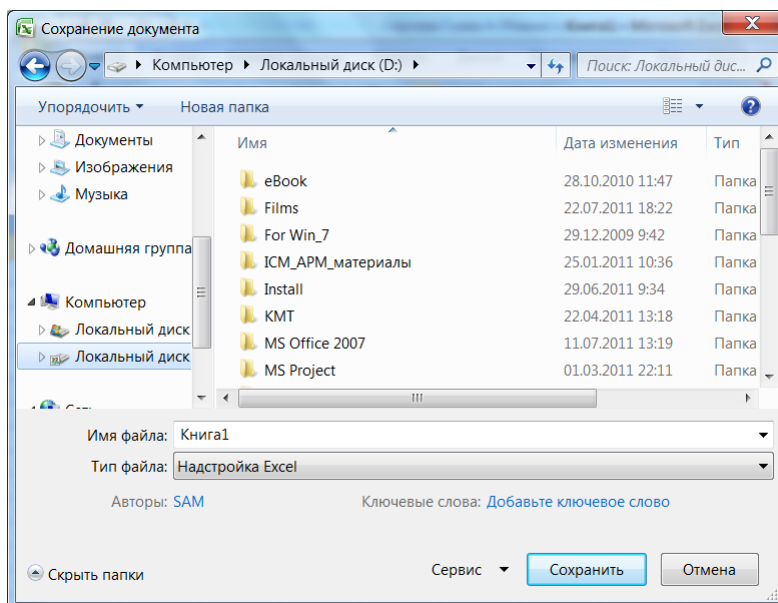 Сохранение документа
Компьютер Локальный диск (D:) Поиск: Локальный дис...
Упорядочить Новая папка
Документы
Изображения
Музыка
Домашняя группа
Компьютер
Локальный диск
Локальный диск
Имя Дата изменения Тип
eBook 28.10.2010 11:47 Папка
Films 22.07.2011 18:22 Папка
For Win_7 29.12.2009 9:42 Папка
ICM_АРМ_материалы 25.01.2011 10:36 Папка
Install 29.06.2011 9:34 Папка
KMT 22.04.2011 13:18 Папка
MS Office 2007 11.07.2011 13:19 Папка
MS Project 01.03.2011 22:11 Папка
Имя файла: Книга1
Тип файла: Надстройка Excel
Авторы: SAM Ключевые слова: Добавьте ключевое слово
Скрыть папки Сервис Сохранить Отмена